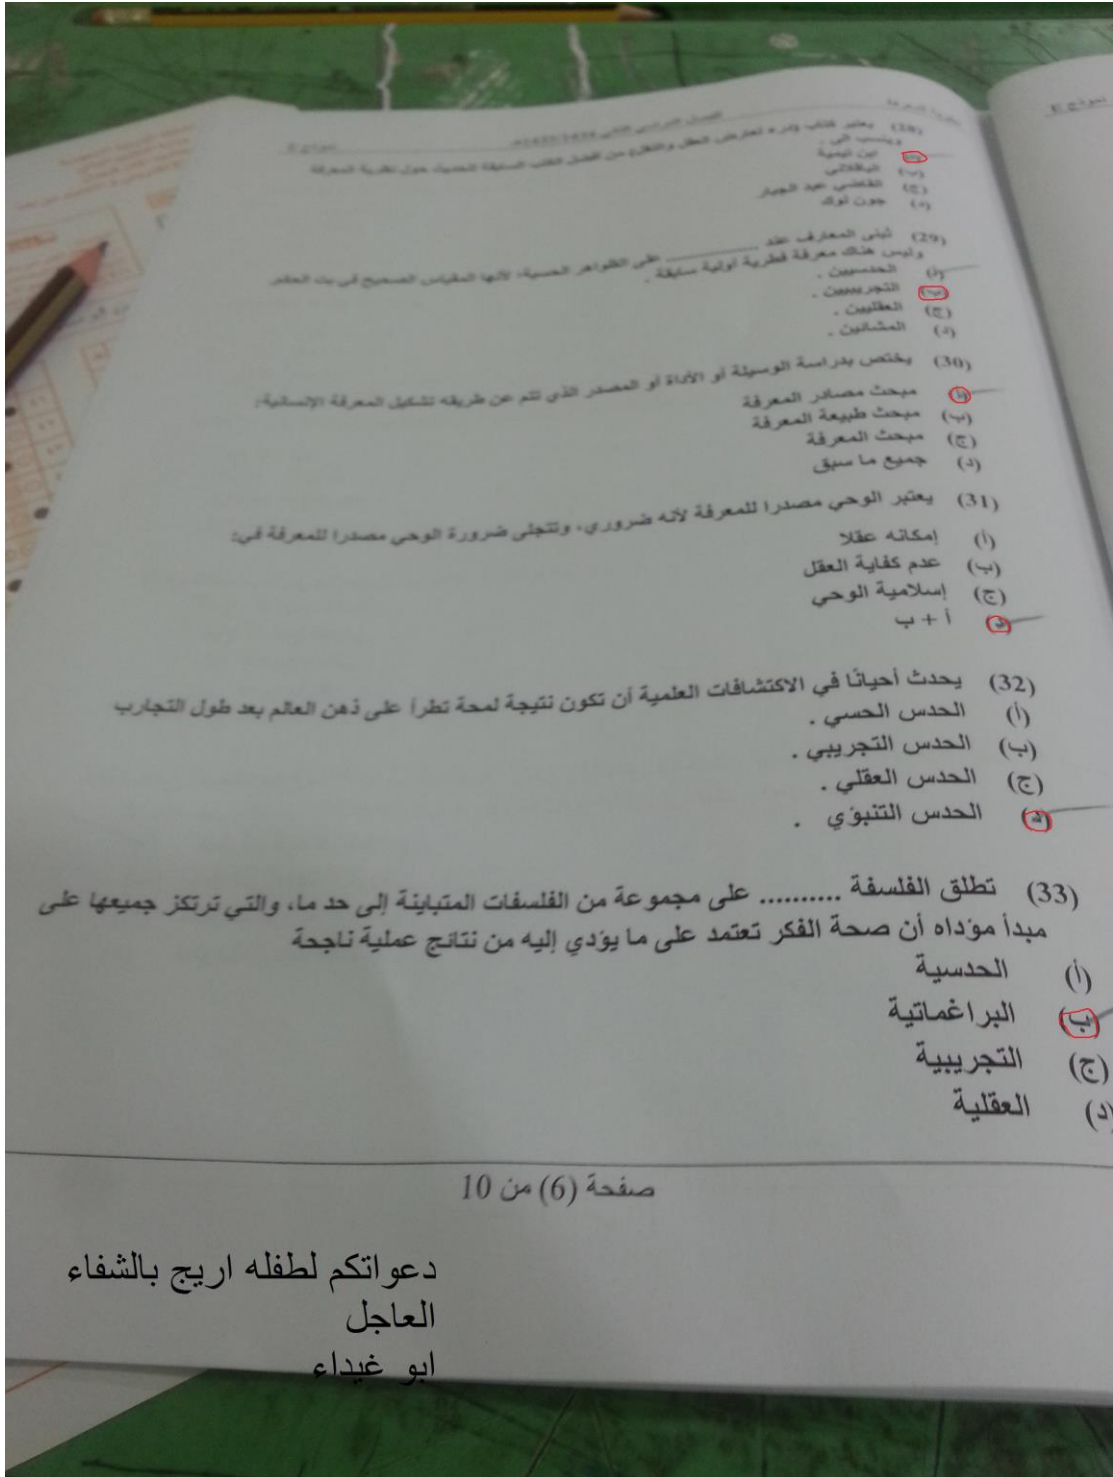 نموذج E
(28) يعتبر كتاب درء تعارض العقل والنقل من افضل الكتب السابقة الحديث حول نظرية المعرفة
وينسب الى .
ابن تيمية
(ب) الباقلاني
(ج) القاضي عبد الجبار
(د) جون لوك
(29) تبنى المعارف عند .......... على الظواهر الحسية، لأنها المقياس الصحيح في بت الحكم
وليس هناك معرفة فطرية أولية سابقة .
(أ) الحدسيين .
(ب) التجريبيين .
(ج) العقليين .
(د) المشائين .
(30) يختص بدراسة الوسيلة أو الأداة أو المصدر الذي تتم عن طريقه تشكيل المعرفة الإنسانية:
(أ) مبحث مصادر المعرفة
(ب) مبحث طبيعة المعرفة
(ج) مبحث المعرفة
(د) جميع ما سبق
(31) يعتبر الوحي مصدرا للمعرفة لأنه ضروري، وتتجلى ضرورة الوحي مصدرا للمعرفة في:
(أ) إمكانه عقلا
(ب) عدم كفاية العقل
(ج) إسلامية الوحي
(د) أ + ب
(32) يحدث أحيانًا في الاكتشافات العلمية أن تكون نتيجة لمحة تطرأ على ذهن العالم بعد طول التجارب
(أ) الحدس الحسي .
(ب) الحدس التجريبي .
(ج) الحدس العقلي .
(د) الحدس التنبؤي .
(33) تطلق الفلسفة .......... على مجموعة من الفلسفات المتباينة إلى حد ما، والتي ترتكز جميعها على
مبدأ مؤداه أن صحة الفكر تعتمد على ما يؤدي إليه من نتائج عملية ناجحة
(أ) الحدسية
(ب) البراغماتية
(ج) التجريبية
(د) العقلية
صفحة (6) من 10
دعواتكم لطفله اريج بالشفاء
العاجل
ابو غيداء